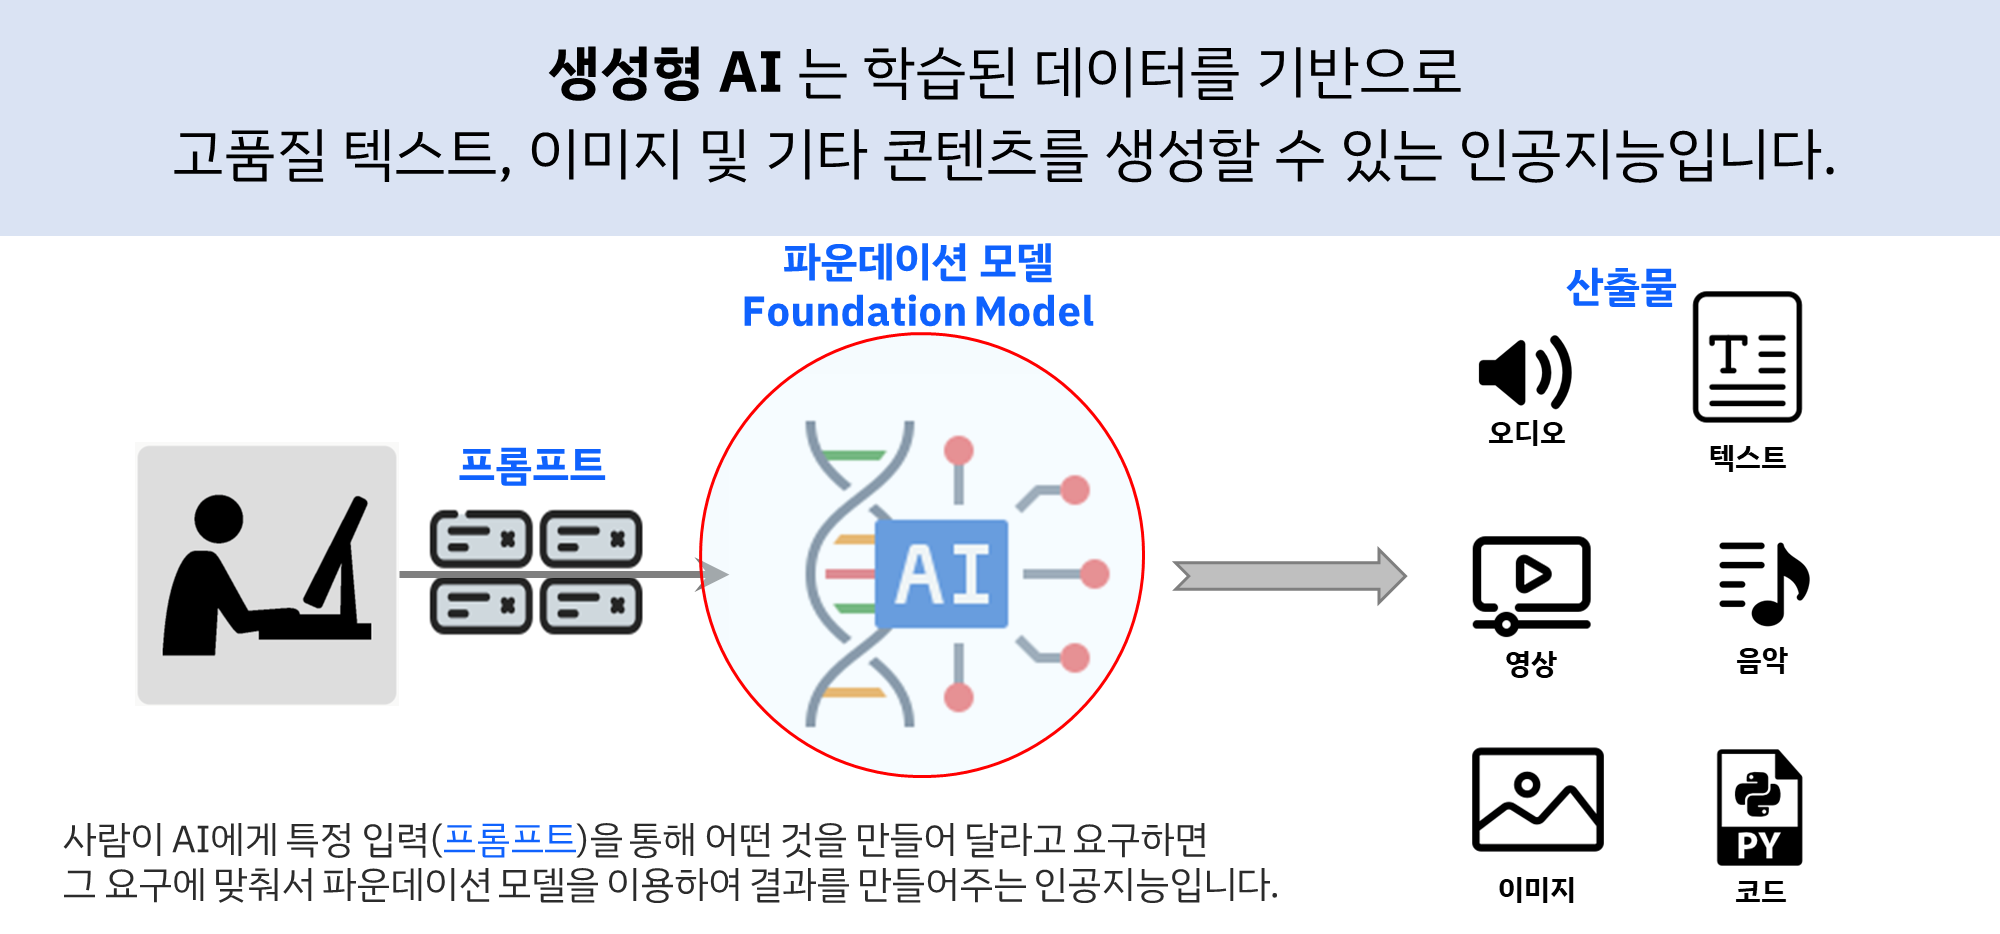 생성형 AI 는 학습된 데이터를 기반으로
고품질 텍스트, 이미지 및 기타 콘텐츠를 생성할 수 있는 인공지능입니다.
파운데이션 모델
Foundation Model
산출물
프롬프트
AI
T
오디오
텍스트
영상
음악
이미지
PY
코드
사람이 AI에게 특정 입력(프롬프트)을 통해 어떤 것을 만들어 달라고 요구하면
그 요구에 맞춰서 파운데이션 모델을 이용하여 결과를 만들어주는 인공지능입니다.